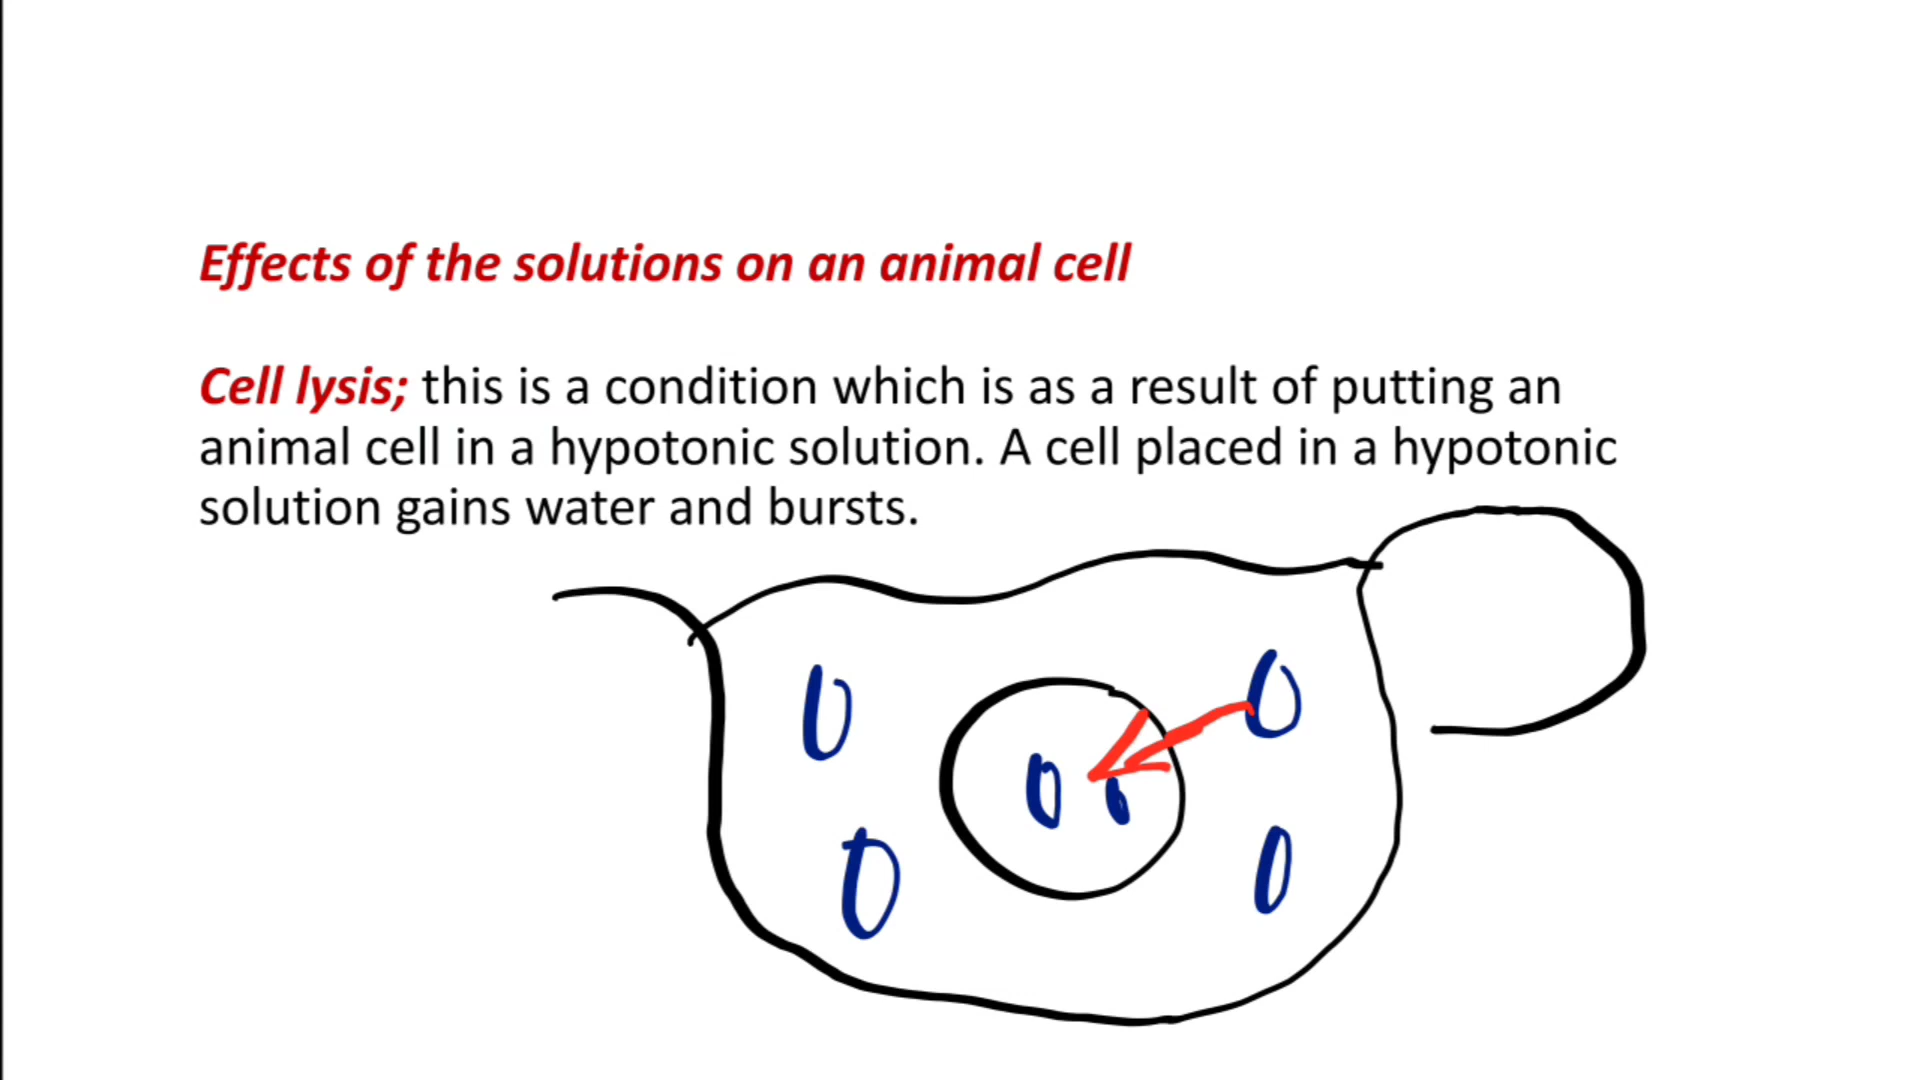 Effects of the solutions on an animal cell
Cell lysis; this is a condition which is as a result of putting an
animal cell in a hypotonic solution. A cell placed in a hypotonic
solution gains water and bursts.